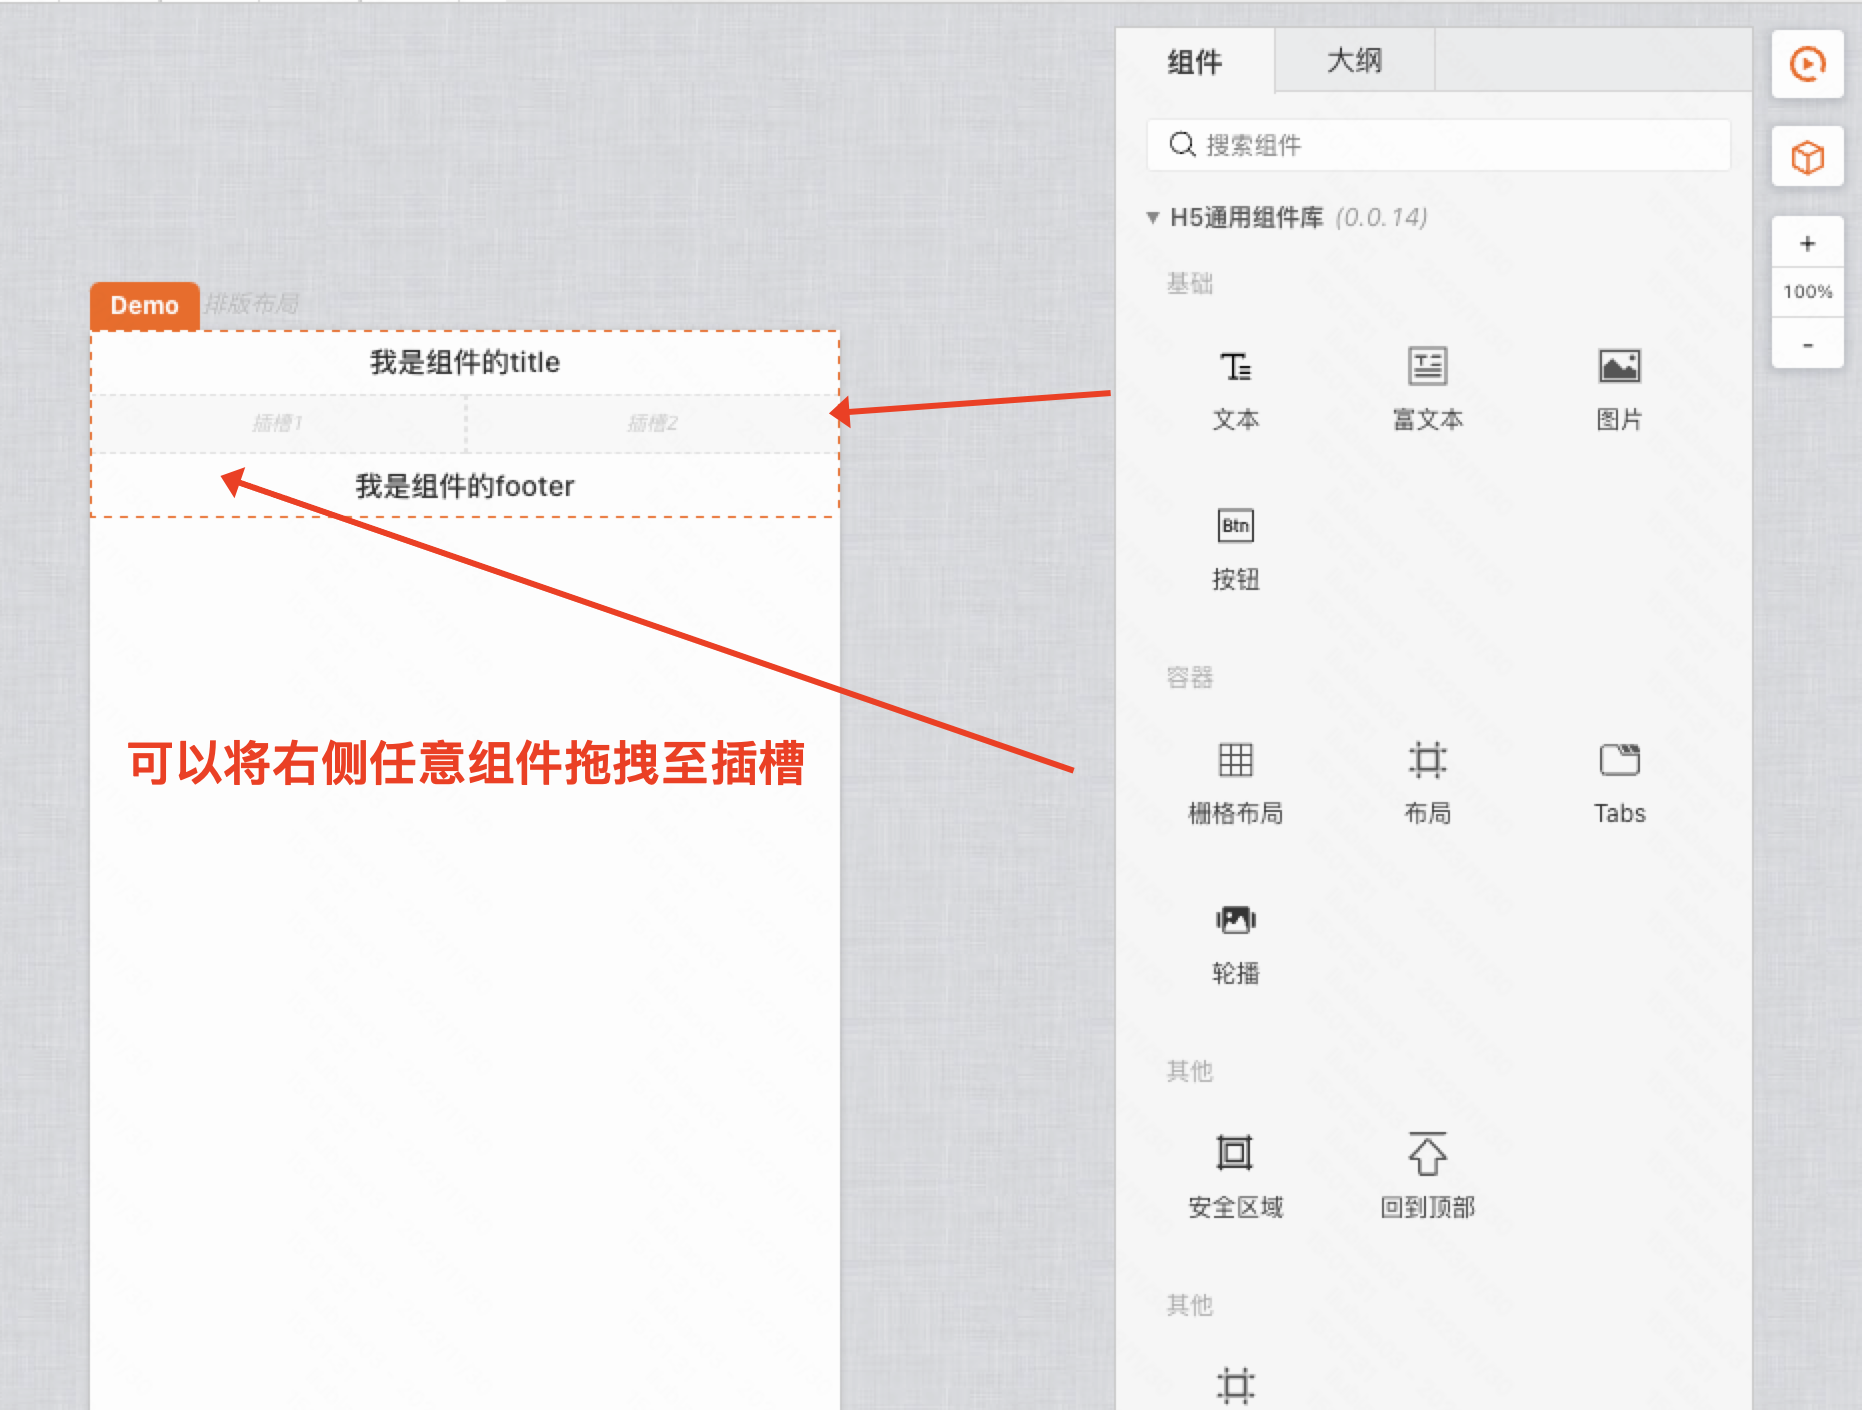 组件
大纲
搜索组件
H5通用组件库 (0.0.14)
基础
100%
Demo
排版布局
我是组件的title
插槽1
插槽2
我是组件的footer
文本
富文本
图片
Btn
按钮
容器
可以将右侧任意组件拖拽至插槽
栅格布局
布局
Tabs
轮播
其他
安全区域
回到顶部
其他